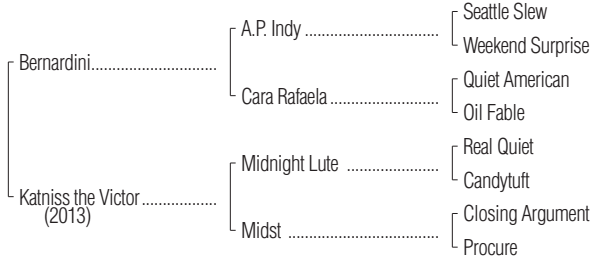 Seattle Slew
A.P. Indy ..............................
Weekend Surprise
Bernardini...............................
Quiet American
Cara Rafaela ..........................
Oil Fable
Real Quiet
Midnight Lute ......................
Candytuft
Katniss the Victor ..................
(2013)
Closing Argument
Midst ....................................
Procure